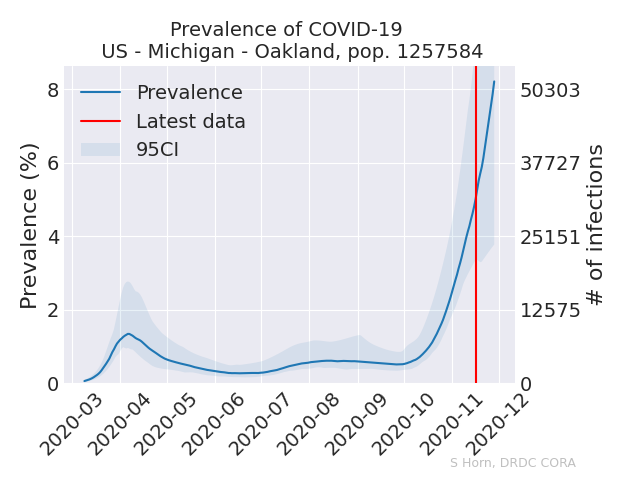 Prevalence of COVID-19
US - Michigan - Oakland, pop. 1257584
Prevalence
Latest data
95CI
Prevalence (%)
8
6
4
2
0
# of infections
50303
37727
25151
12575
0
2020-03
2020-04
2020-05
2020-06
2020-07
2020-08
2020-09
2020-10
2020-11
2020-12
S Horn, DRDC CORA